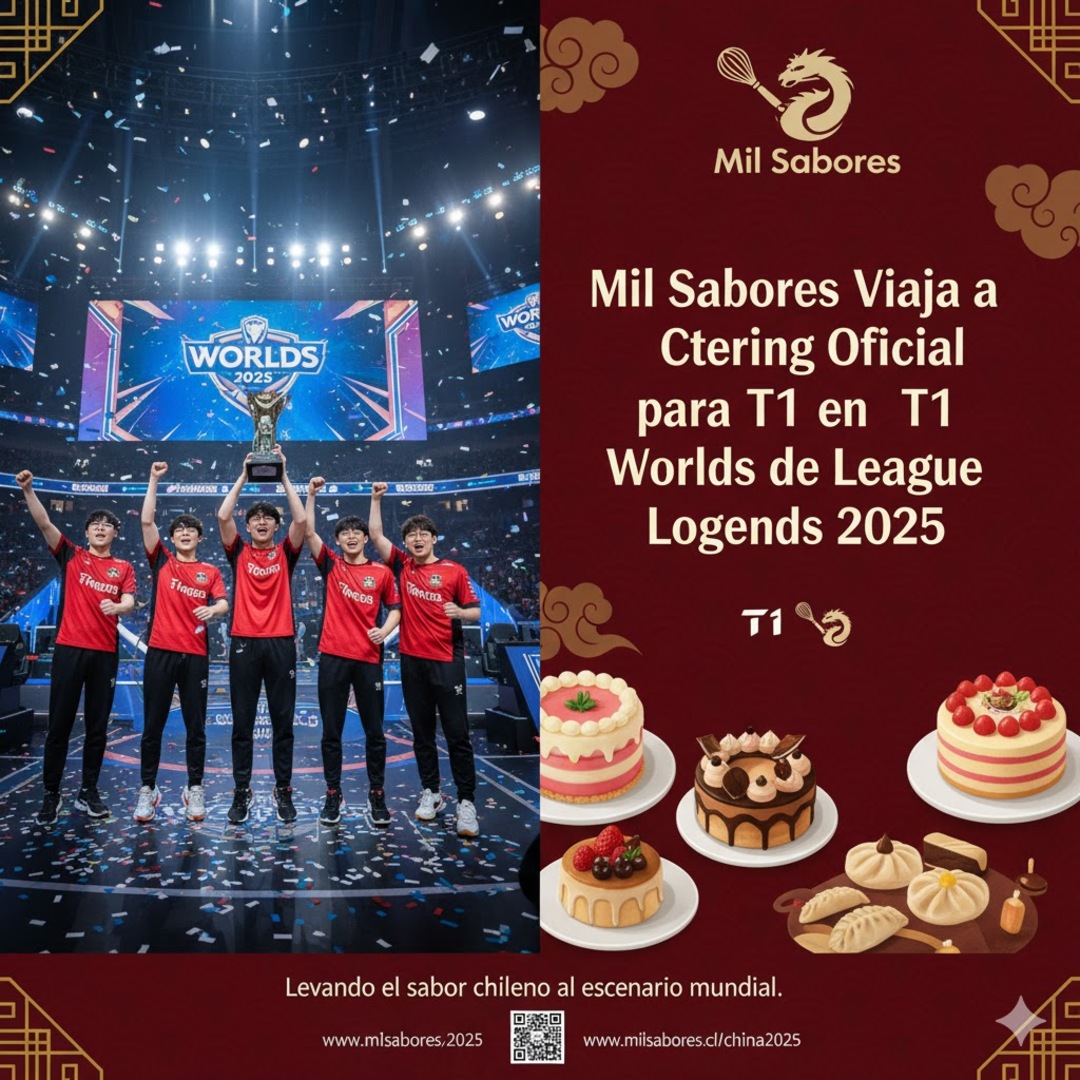 WORLDS
2025
Mil Sabores
Mil Sabores Viaja a
Ctering Oficial
para T1 en T1
Worlds de League
Logends 2025
T1
Levando el sabor chileno al escenario mundial.
www.mlsabores.2025
www.milsabores.cl/china2025